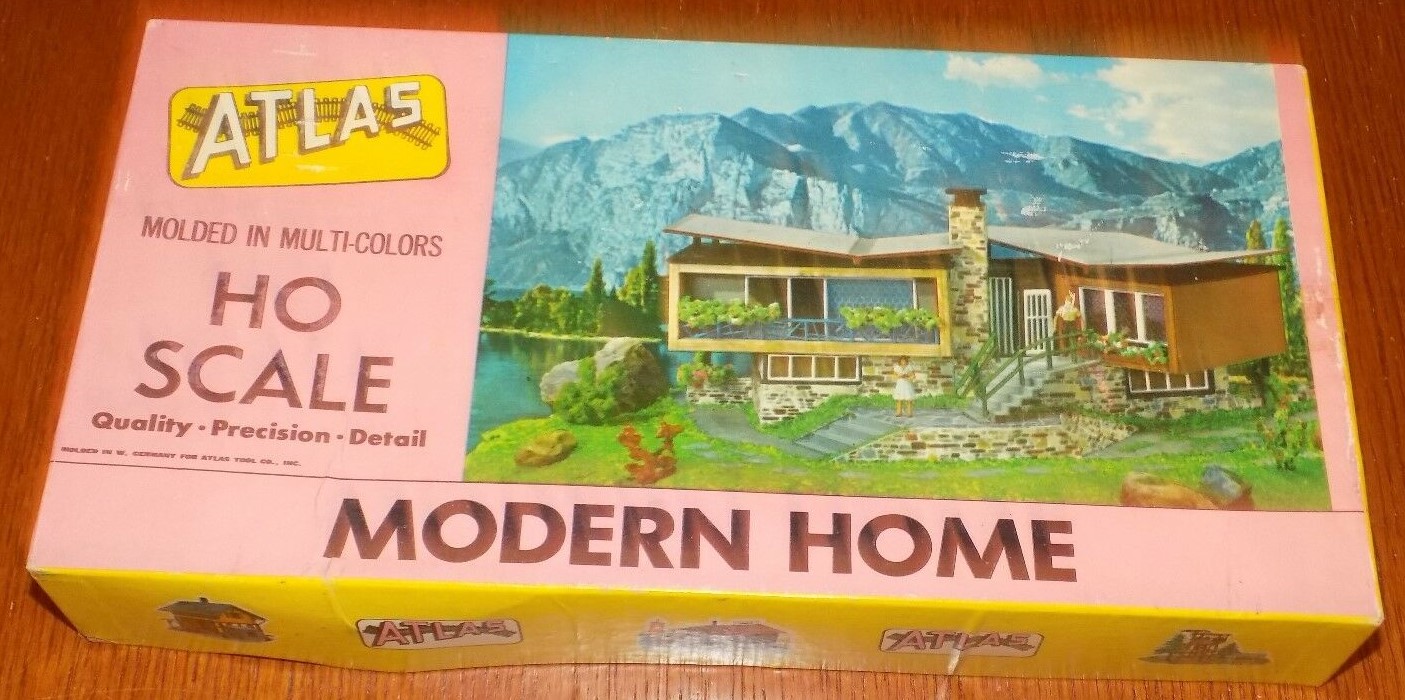 ATLAS
MOLDED IN MULTI-COLORS
HO
SCALE
Quality · Precision · Detail
MOLDED IN W. GERMANY FOR ATLAS TOOL CO., INC.
MODERN HOME
ATLAS
ATLAS